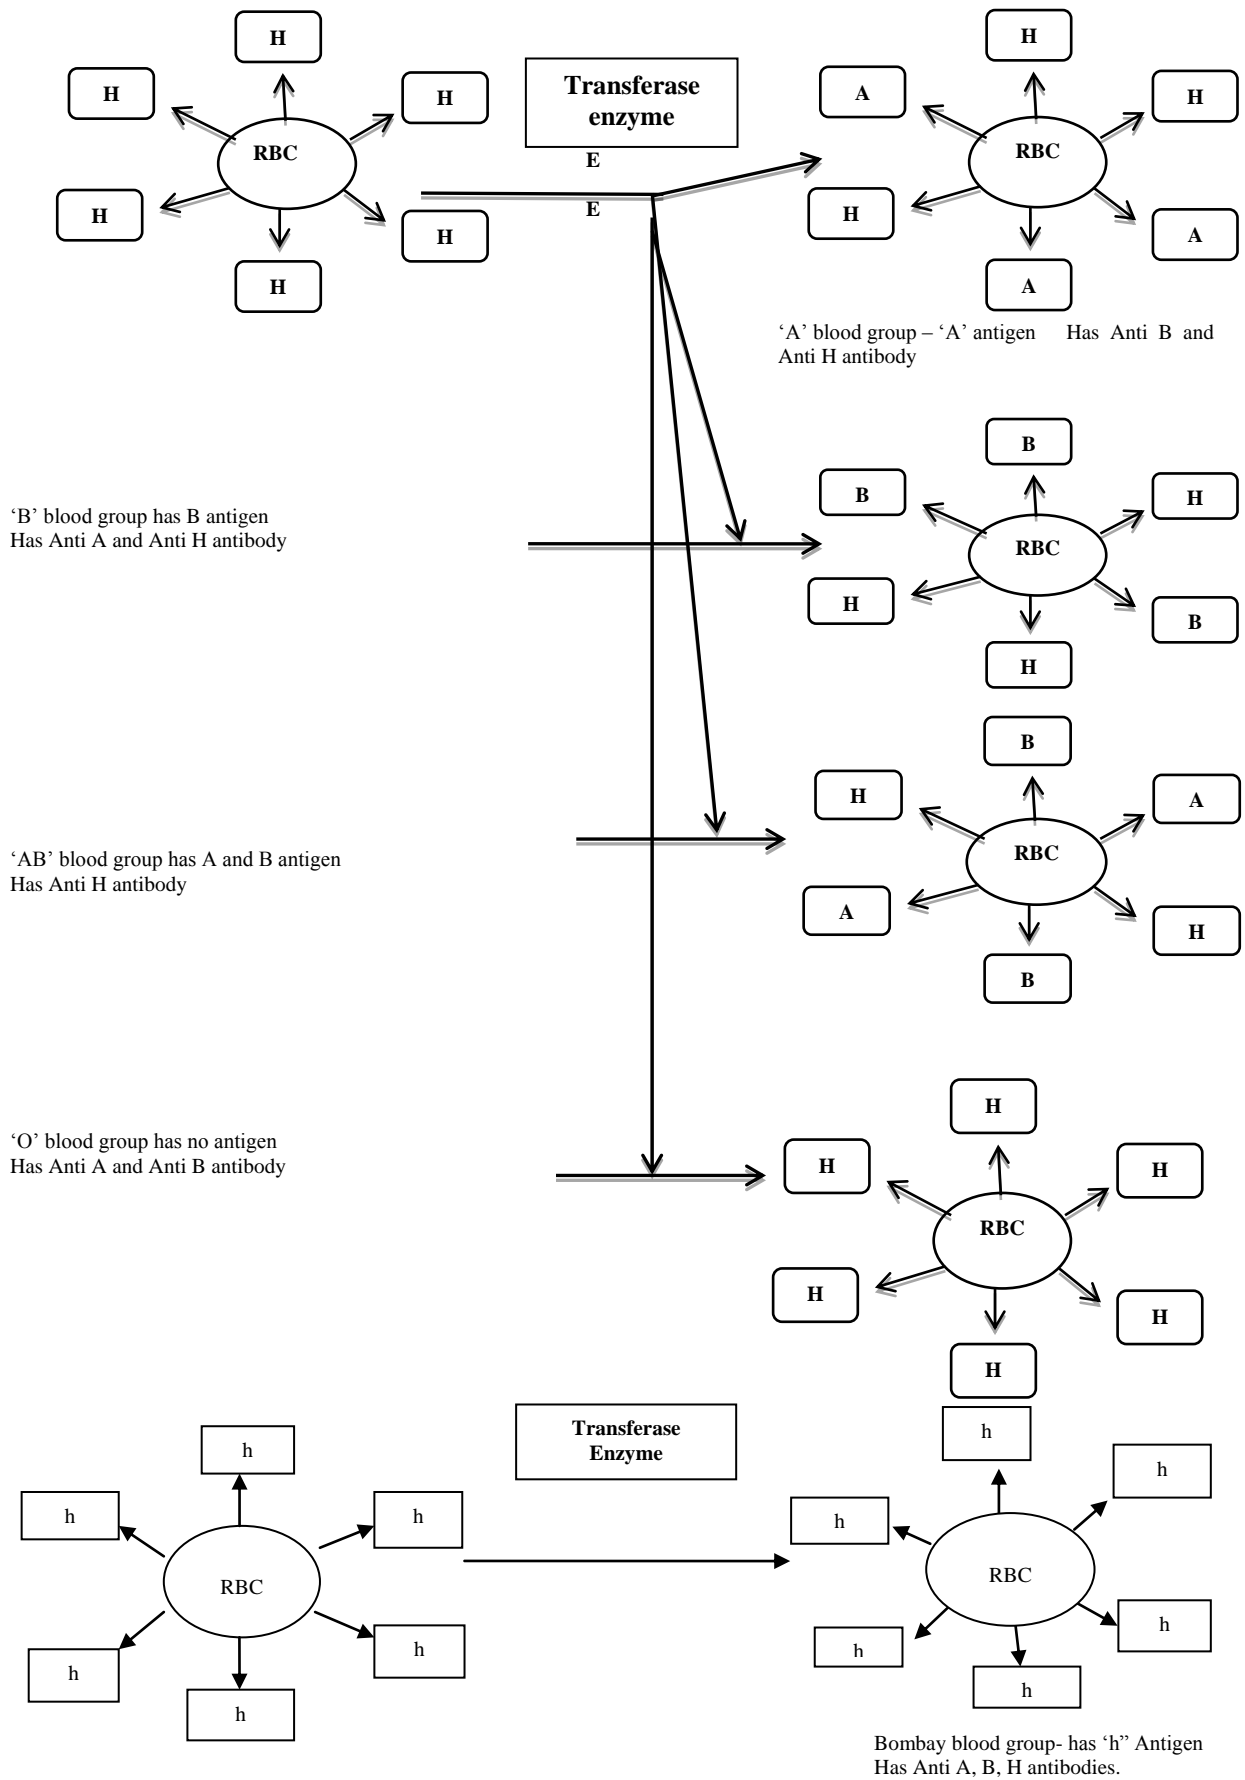 H
H
H
RBC
H
H
H
Transferase
enzyme
E
E
H
A
H
RBC
H
A
A
‘A’ blood group – ‘A’ antigen Has Anti B and
Anti H antibody
B
B
H
RBC
H
B
H
‘B’ blood group has B antigen
Has Anti A and Anti H antibody
B
H
A
RBC
A
H
B
‘AB’ blood group has A and B antigen
Has Anti H antibody
H
H
H
RBC
H
H
H
‘O’ blood group has no antigen
Has Anti A and Anti B antibody
h
h
h
RBC
h
h
h
Transferase
Enzyme
h
h
h
RBC
h
h
h
Bombay blood group- has ‘h” Antigen
Has Anti A, B, H antibodies.